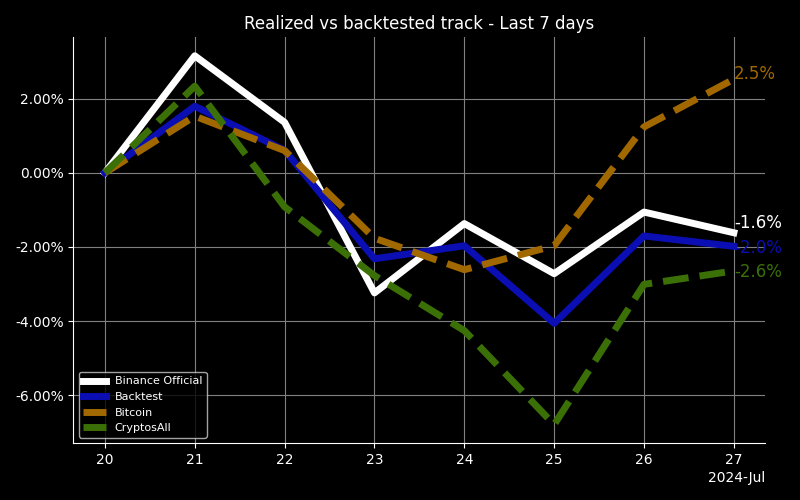 Realized vs backtested track - Last 7 days
2.00%
0.00%
-2.00%
-4.00%
-6.00%
2.5%
-1.6%
-2.0%
-2.6%
Binance Official
Backtest
Bitcoin
CryptosAll
20 21 22 23 24 25 26 27
2024-Jul